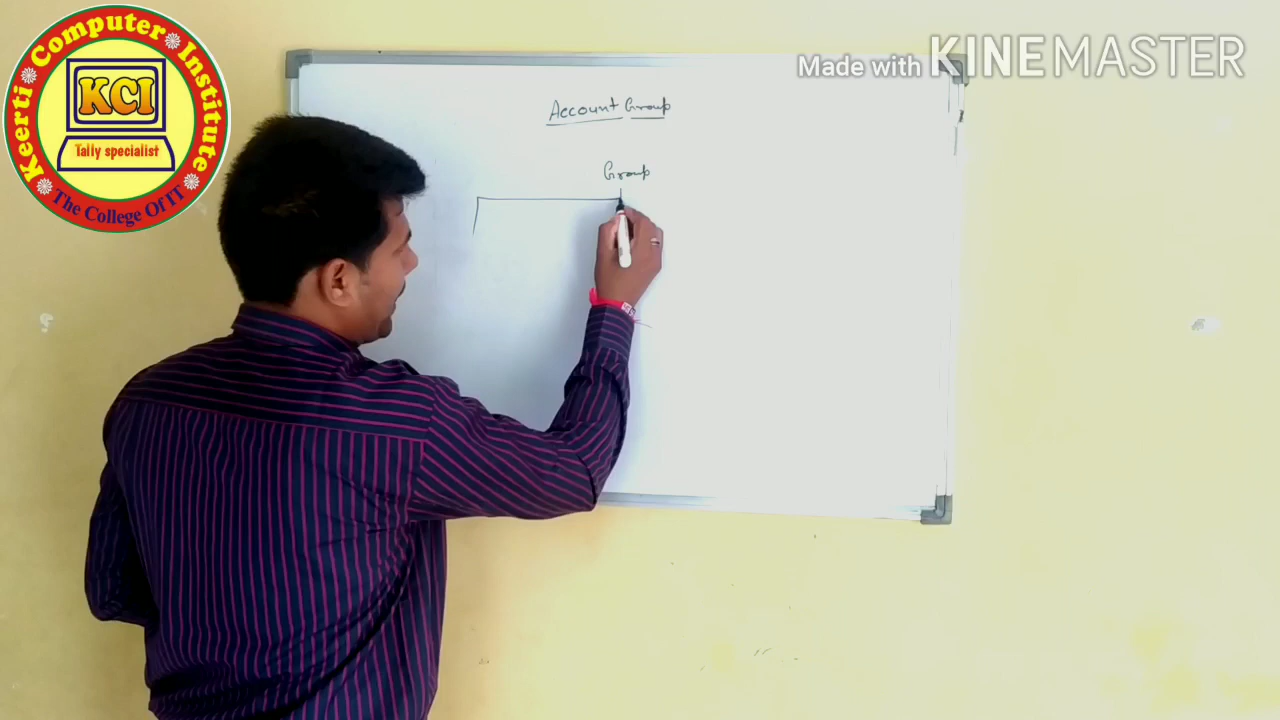 Keerti Computer Institute
KCI
Tally specialist
The College Of IT
Made with KINEMASTER
Account Group
Group